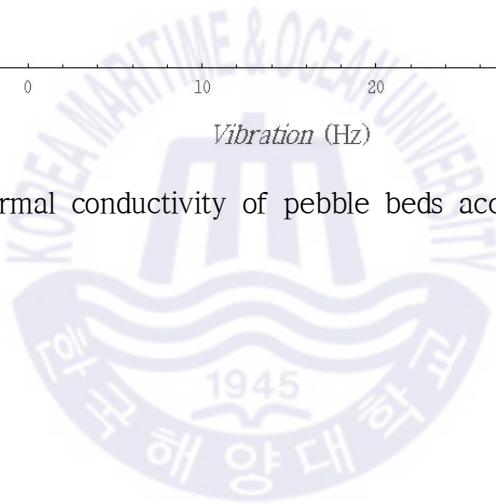 0 10 20
Vibration (Hz)
rmal conductivity of pebble beds acc
KOREA MARITIME & OCEAN UNIVERSITY
1945
한국해양대학교